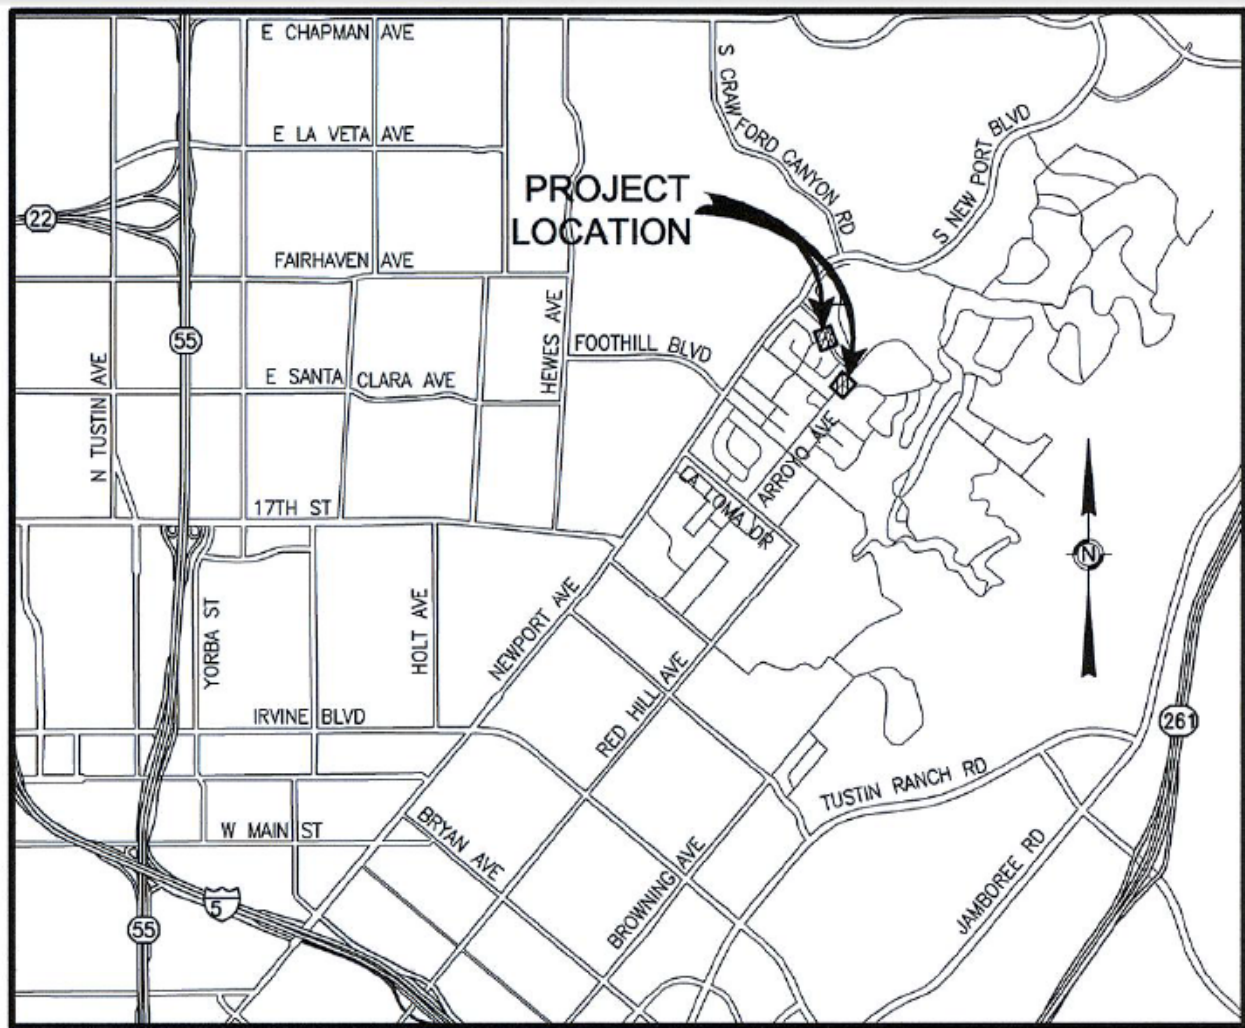 E CHAPMAN AVE
S CRAWFORD CANYON RD
S NEW PORT BLVD
E LA VETA AVE
PROJECT
LOCATION
22
FAIRHAVEN AVE
55
HEWES AVE
FOOTHILL BLVD
N TUSTIN AVE
E SANTA CLARA AVE
ARROYO AVE
LA LOMA DR
17TH ST
N
YORBA ST
HOLT AVE
NEWPORT AVE
RED HILL AVE
IRVINE BLVD
261
TUSTIN RANCH RD
W MAIN ST
BRYAN AVE
BROWNING AVE
JAMBOREE RD
5
55